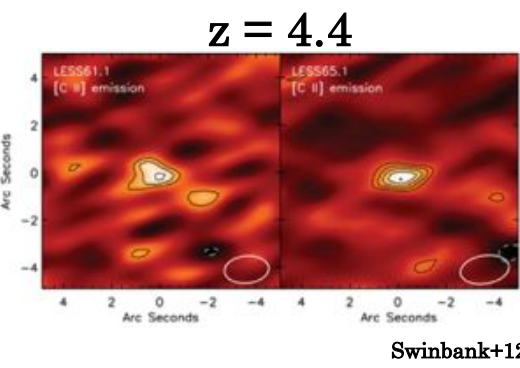 z = 4.4
LESS61.1
[C II] emission
LESS65.1
[C II] emission
Arc Seconds
4
2
0
−2
−4
4 2 0 −2 −4
4 2 0 −2 −4
Arc Seconds
Arc Seconds
Swinbank+12